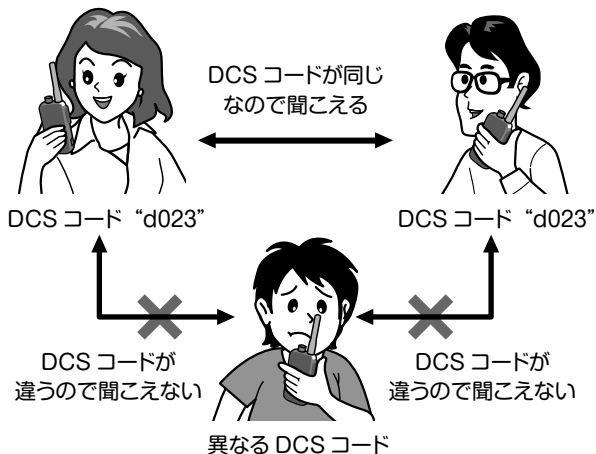 DCS コードが同じ
なので聞こえる
DCS コード “d023”
DCS コード “d023”
DCS コードが
違うので聞こえない
DCS コードが
違うので聞こえない
異なる DCS コード